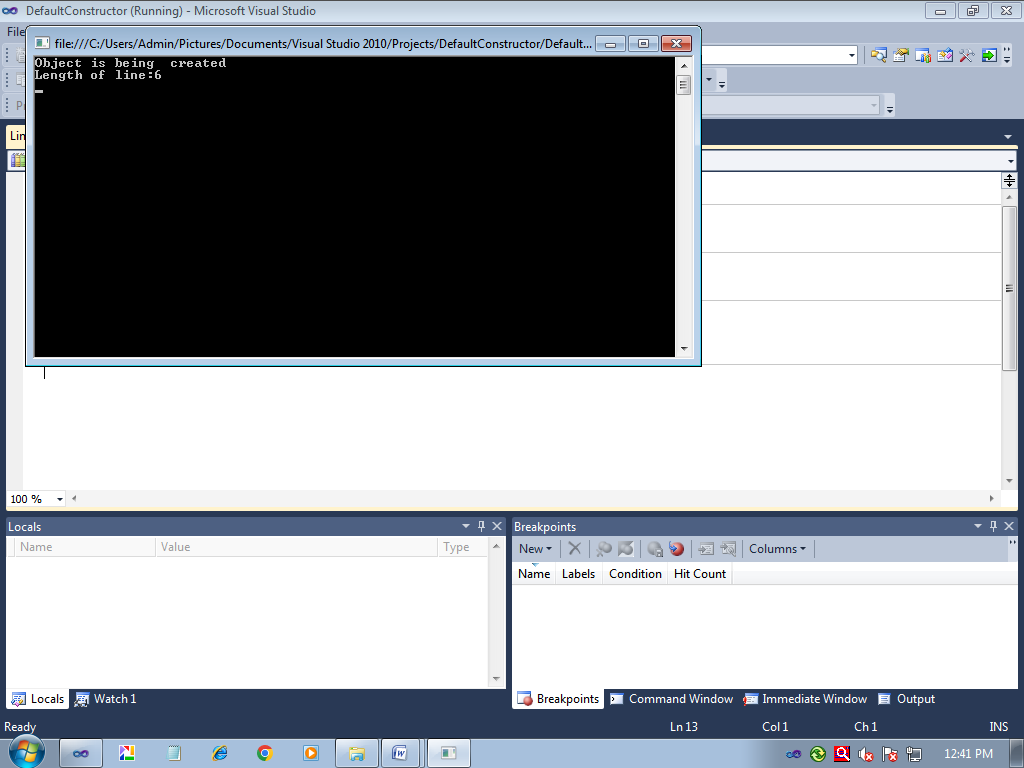 DefaultConstructor (Running) - Microsoft Visual Studio
File
file:///C:/Users/Admin/Pictures/Documents/Visual Studio 2010/Projects/DefaultConstructor/Default...
Object is being  created
Length of line:6
Lin
100 %
Locals
Name Value Type
Breakpoints
New Columns
Name Labels Condition Hit Count
Locals Watch 1
Breakpoints Command Window Immediate Window Output
Ready Ln 13 Col 1 Ch 1 INS
12:41 PM